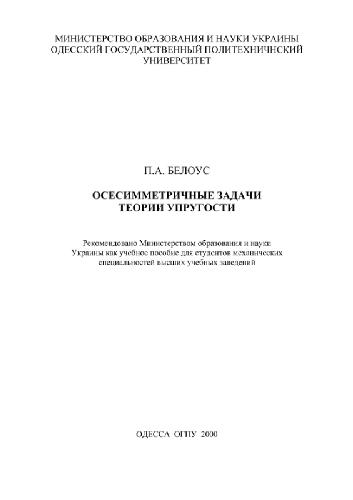 МИНИСТЕРСТВО ОБРАЗОВАНИЯ И НАУКИ УКРАИНЫ
ОДЕССКИЙ ГОСУДАРСТВЕННЫЙ ПОЛИТЕХНИЧНСКИЙ
УНИВЕРСИТЕТ
П.А. БЕЛОУС
ОСЕСИММЕТРИЧНЫЕ ЗАДАЧИ
ТЕОРИИ УПРУГОСТИ
Рекомендовано Министерством образования и науки
Украины как учебное пособие для студентов механических
специальностей высших учебных заведений
ОДЕССА ОГПУ 2000